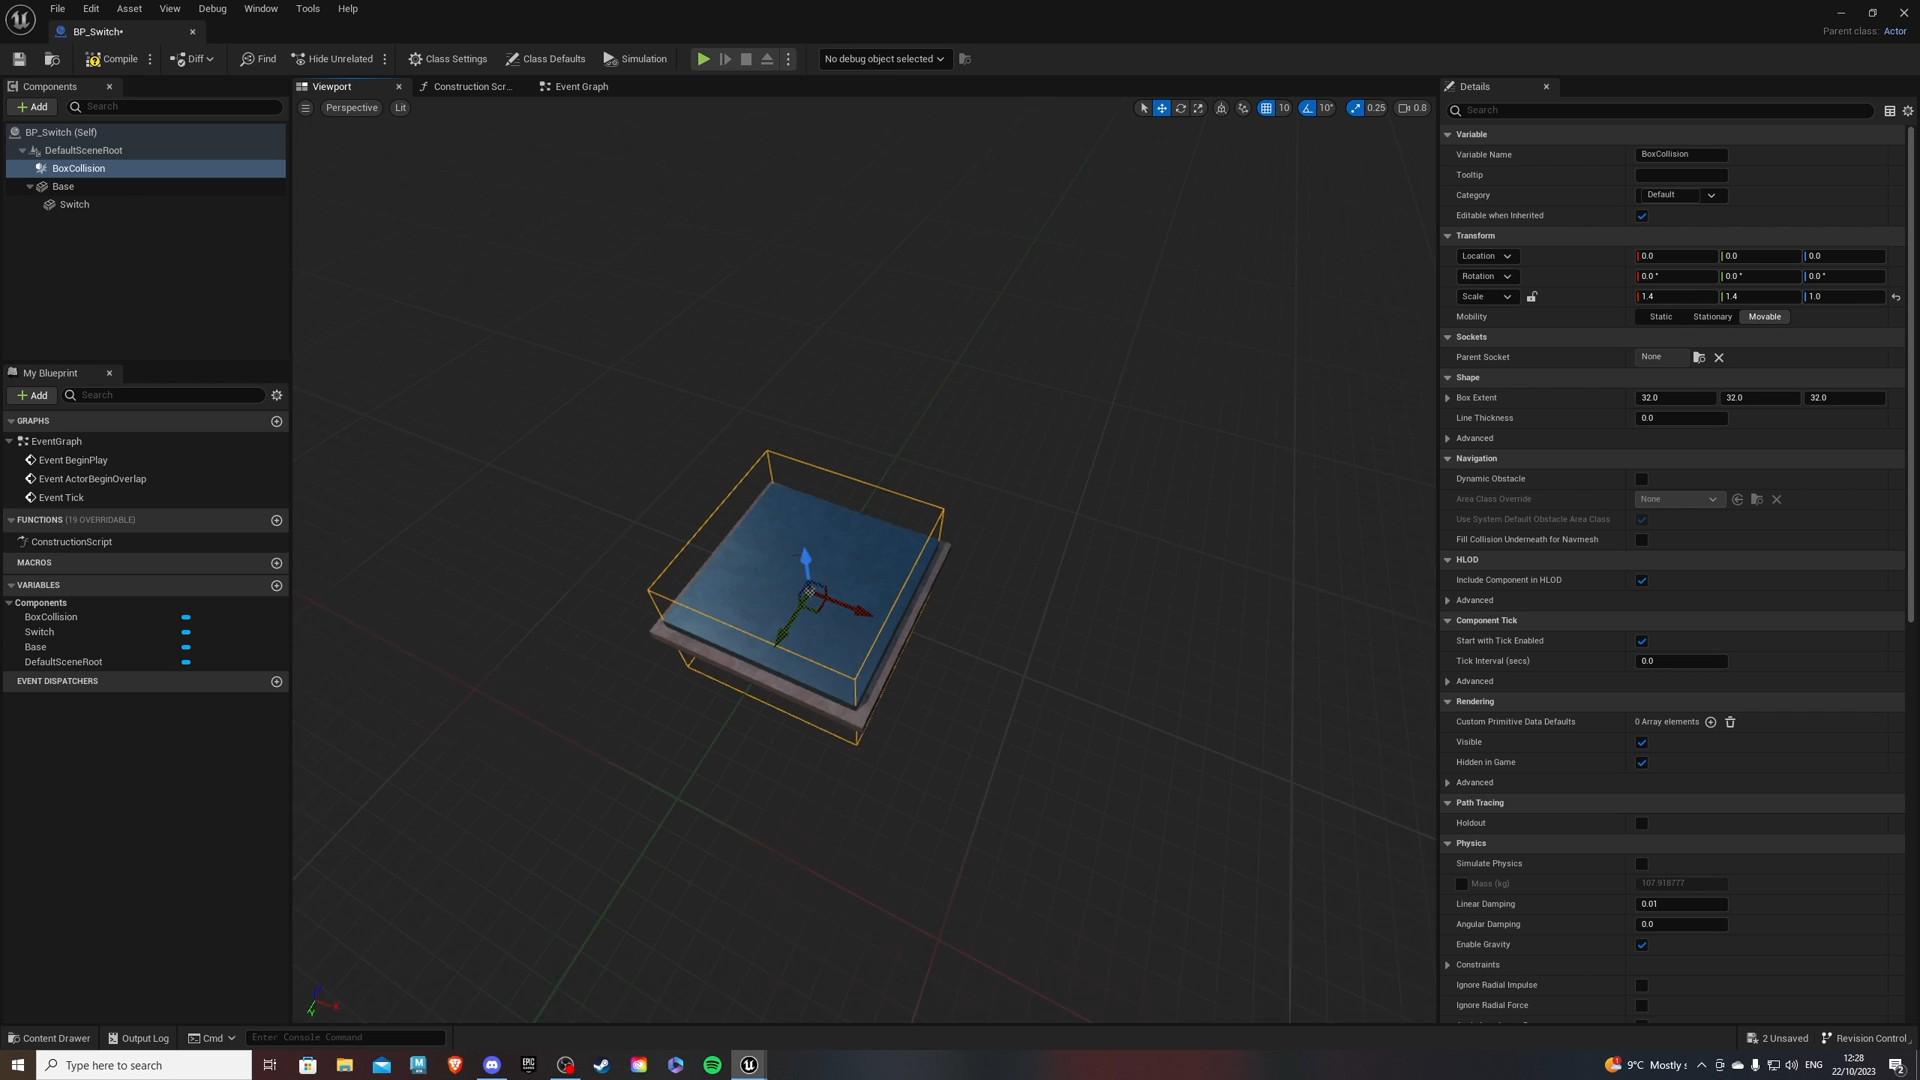 File Edit Asset View Debug Window Tools Help
BP_Switch•
Parent class: Actor
Compile Diff Find Hide Unrelated Class Settings Class Defaults Simulation No debug object selected
Components
Add Search
BP_Switch (Self)
DefaultSceneRoot
BoxCollision
Base
Switch
My Blueprint
Add Search
GRAPHS
EventGraph
Event BeginPlay
Event ActorBeginOverlap
Event Tick
FUNCTIONS (19 OVERRIDABLE)
ConstructionScript
MACROS
VARIABLES
Components
BoxCollision
Switch
Base
DefaultSceneRoot
EVENT DISPATCHERS
Viewport Construction Scr... Event Graph
Perspective Lit
10 10° 0.25 0.8
Details
Search
Variable
Variable Name BoxCollision
Tooltip
Category Default
Editable when Inherited
Transform
Location 0.0 0.0 0.0
Rotation 0.0 ° 0.0 ° 0.0 °
Scale 1.4 1.4 1.0
Mobility Static Stationary Movable
Sockets
Parent Socket None
Shape
Box Extent 32.0 32.0 32.0
Line Thickness 0.0
Advanced
Navigation
Dynamic Obstacle
Area Class Override None
Use System Default Obstacle Area Class
Fill Collision Underneath for Navmesh
HLOD
Include Component in HLOD
Advanced
Component Tick
Start with Tick Enabled
Tick Interval (secs) 0.0
Advanced
Rendering
Custom Primitive Data Defaults 0 Array elements
Visible
Hidden in Game
Advanced
Path Tracing
Holdout
Physics
Simulate Physics
Mass (kg) 107.918777
Linear Damping 0.01
Angular Damping 0.0
Enable Gravity
Constraints
Ignore Radial Impulse
Ignore Radial Force
Content Drawer Output Log Cmd Enter Console Command
2 Unsaved Revision Control
Type here to search
9°C Mostly s ENG
12:28
22/10/2023